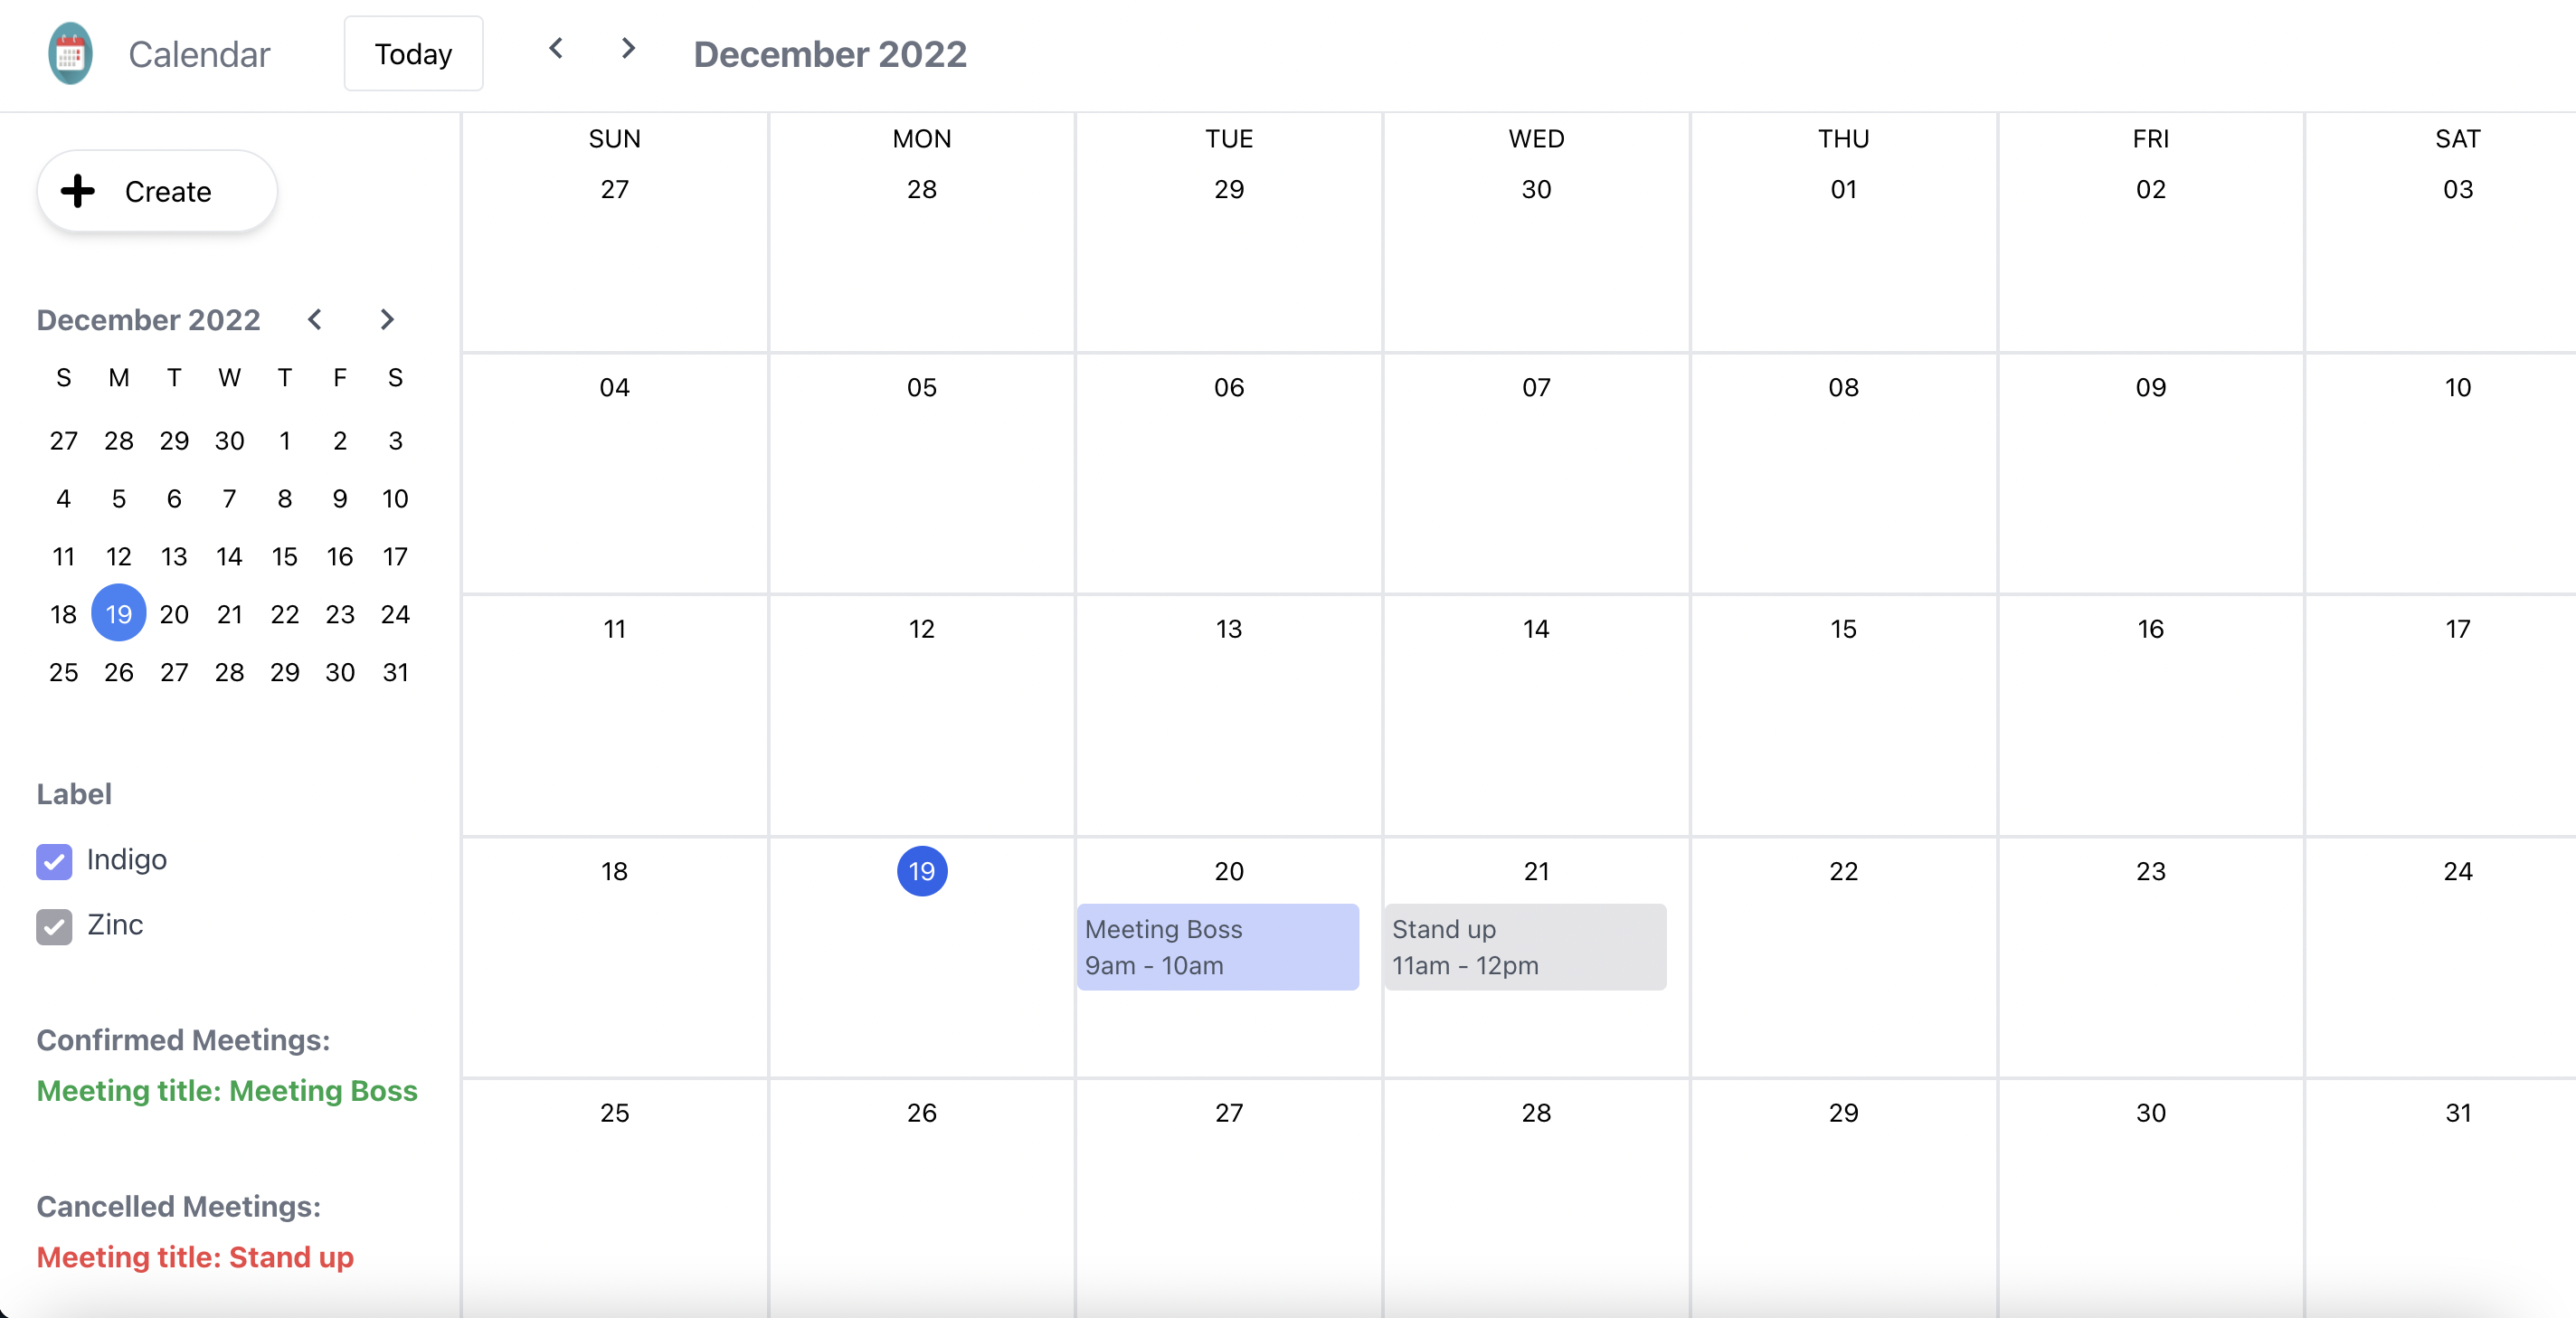 Calendar Today December 2022
Create
December 2022
S M T W T F S
27 28 29 30 1 2 3
4 5 6 7 8 9 10
11 12 13 14 15 16 17
18 19 20 21 22 23 24
25 26 27 28 29 30 31
Label
Indigo
Zinc
Confirmed Meetings:
Meeting title: Meeting Boss
Cancelled Meetings:
Meeting title: Stand up
SUN MON TUE WED THU FRI SAT
27 28 29 30 01 02 03
04 05 06 07 08 09 10
11 12 13 14 15 16 17
18 19 20 21 22 23 24
Meeting Boss
9am - 10am
Stand up
11am - 12pm
25 26 27 28 29 30 31